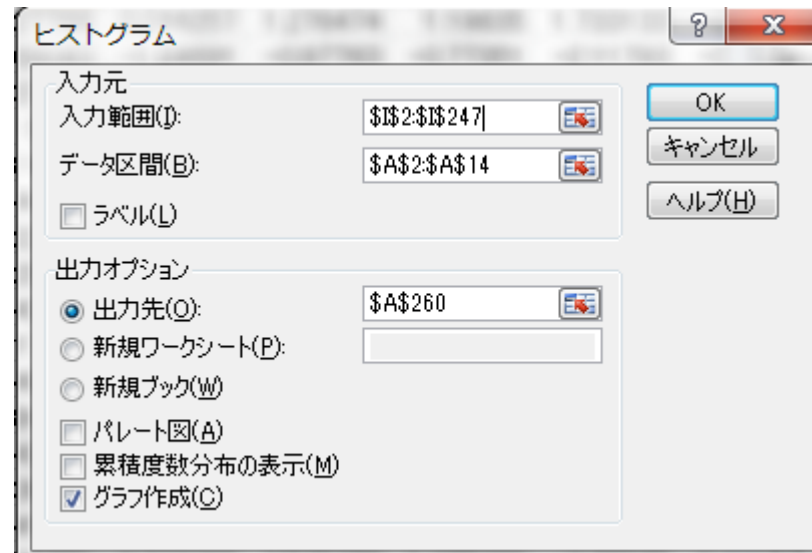 ヒストグラム
入力元
入力範囲(I): $I$2:$I$247
データ区間(B): $A$2:$A$14
ラベル(L)
OK
キャンセル
ヘルプ(H)
出力オプション
出力先(O): $A$260
新規ワークシート(P):
新規ブック(W)
パレート図(A)
累積度数分布の表示(M)
グラフ作成(C)